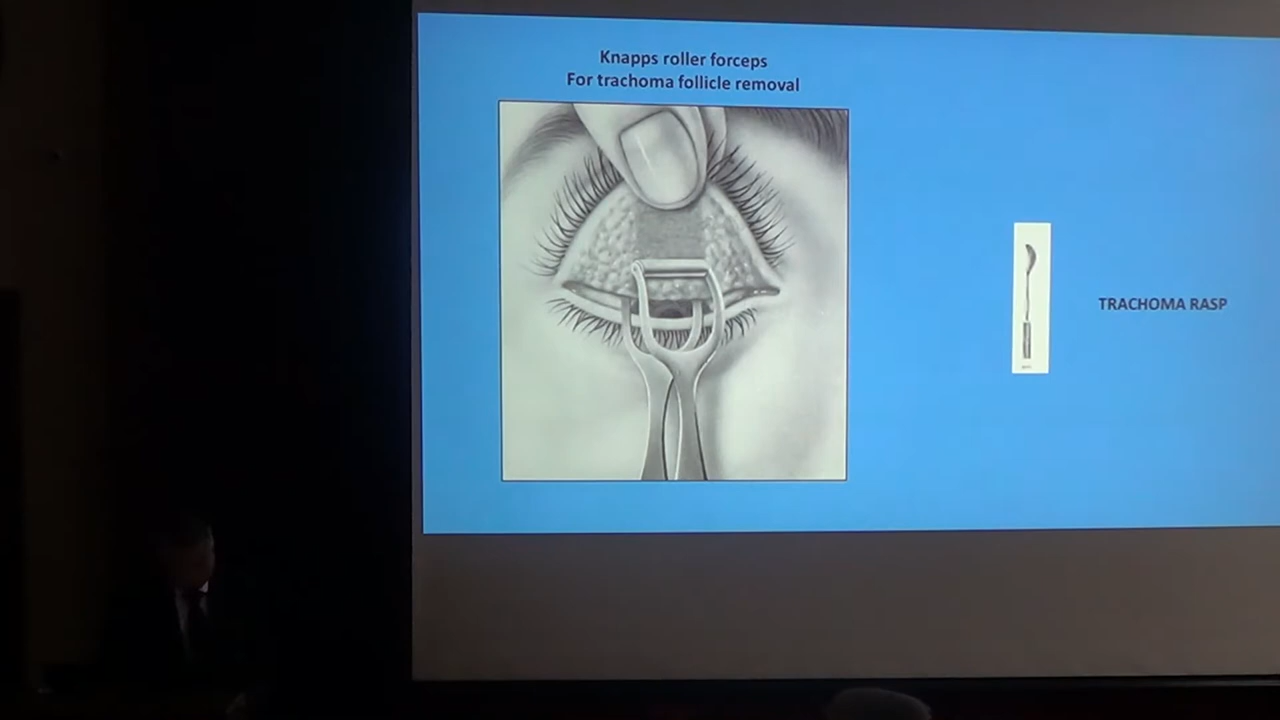 Knapps roller forceps
For trachoma follicle removal
TRACHOMA RASP